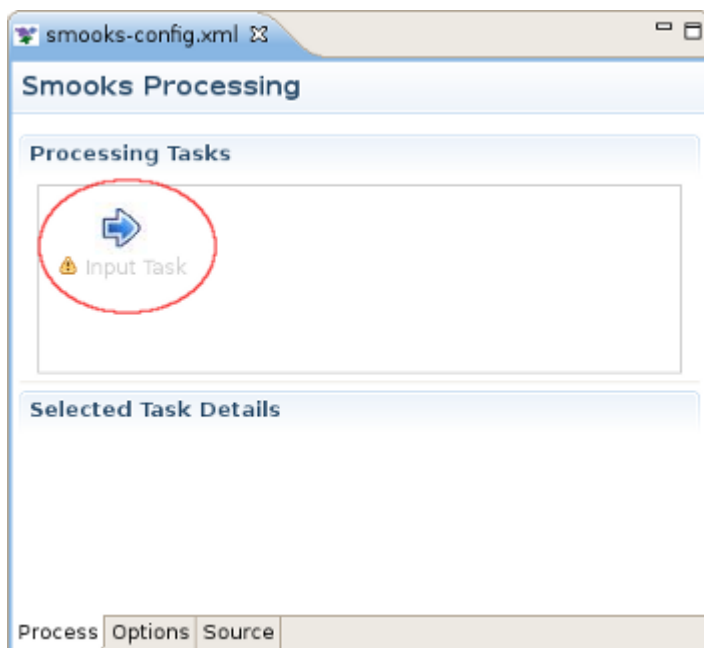 smooks-config.xml
Smooks Processing
Processing Tasks
Input Task
Selected Task Details
Process Options Source